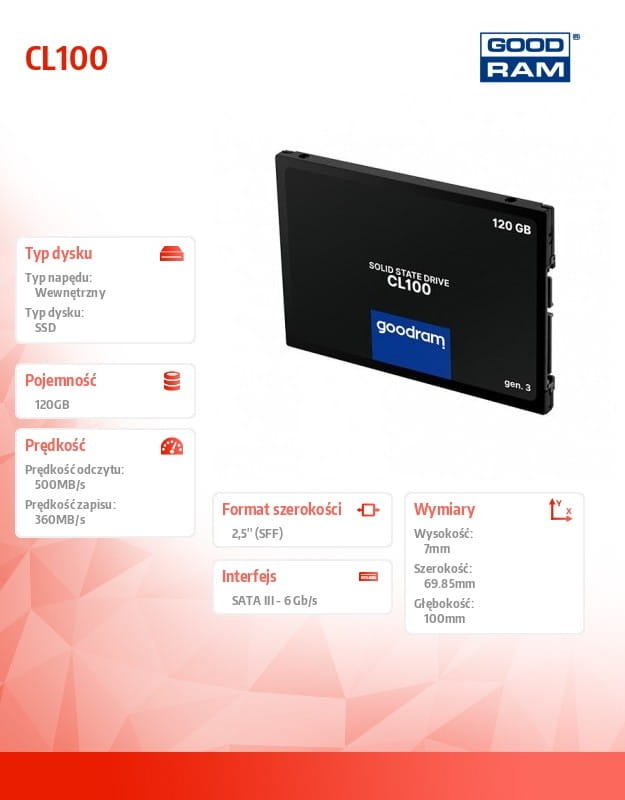 CL100
GOOD
RAM
®
120 GB
SOLID STATE DRIVE
CL100
goodram
gen. 3
Typ dysku
Typ napędu:
Wewnętrzny
Typ dysku:
SSD
Pojemność
120GB
Prędkość
Prędkość odczytu:
500MB/s
Prędkość zapisu:
360MB/s
Format szerokości
2,5'' (SFF)
Interfejs
SATA III - 6 Gb/s
Wymiary
Y
X
Wysokość:
7mm
Szerokość:
69.85mm
Głębokość:
100mm